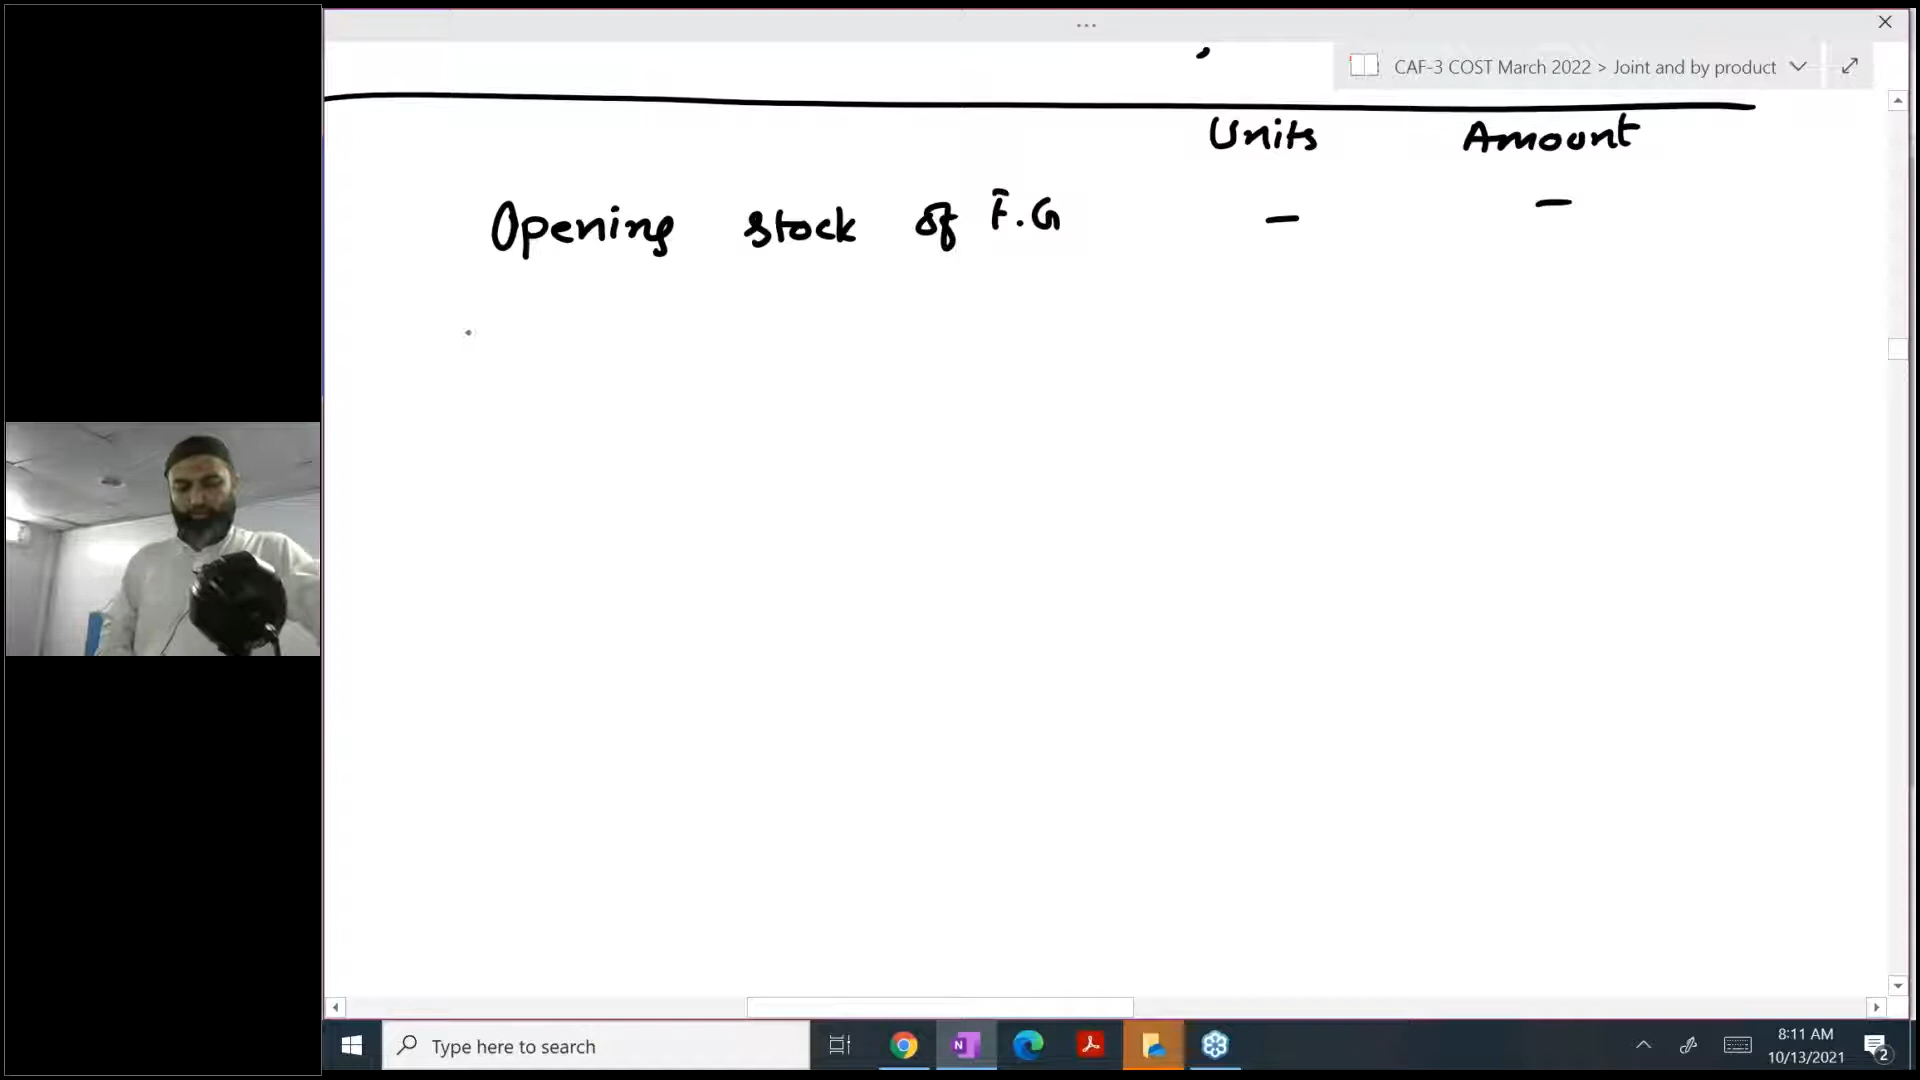 ...
CAF-3 COST March 2022 > Joint and by product
Units Amount
Opening stock of F.G - -
Type here to search
N
8:11 AM
10/13/2021
2